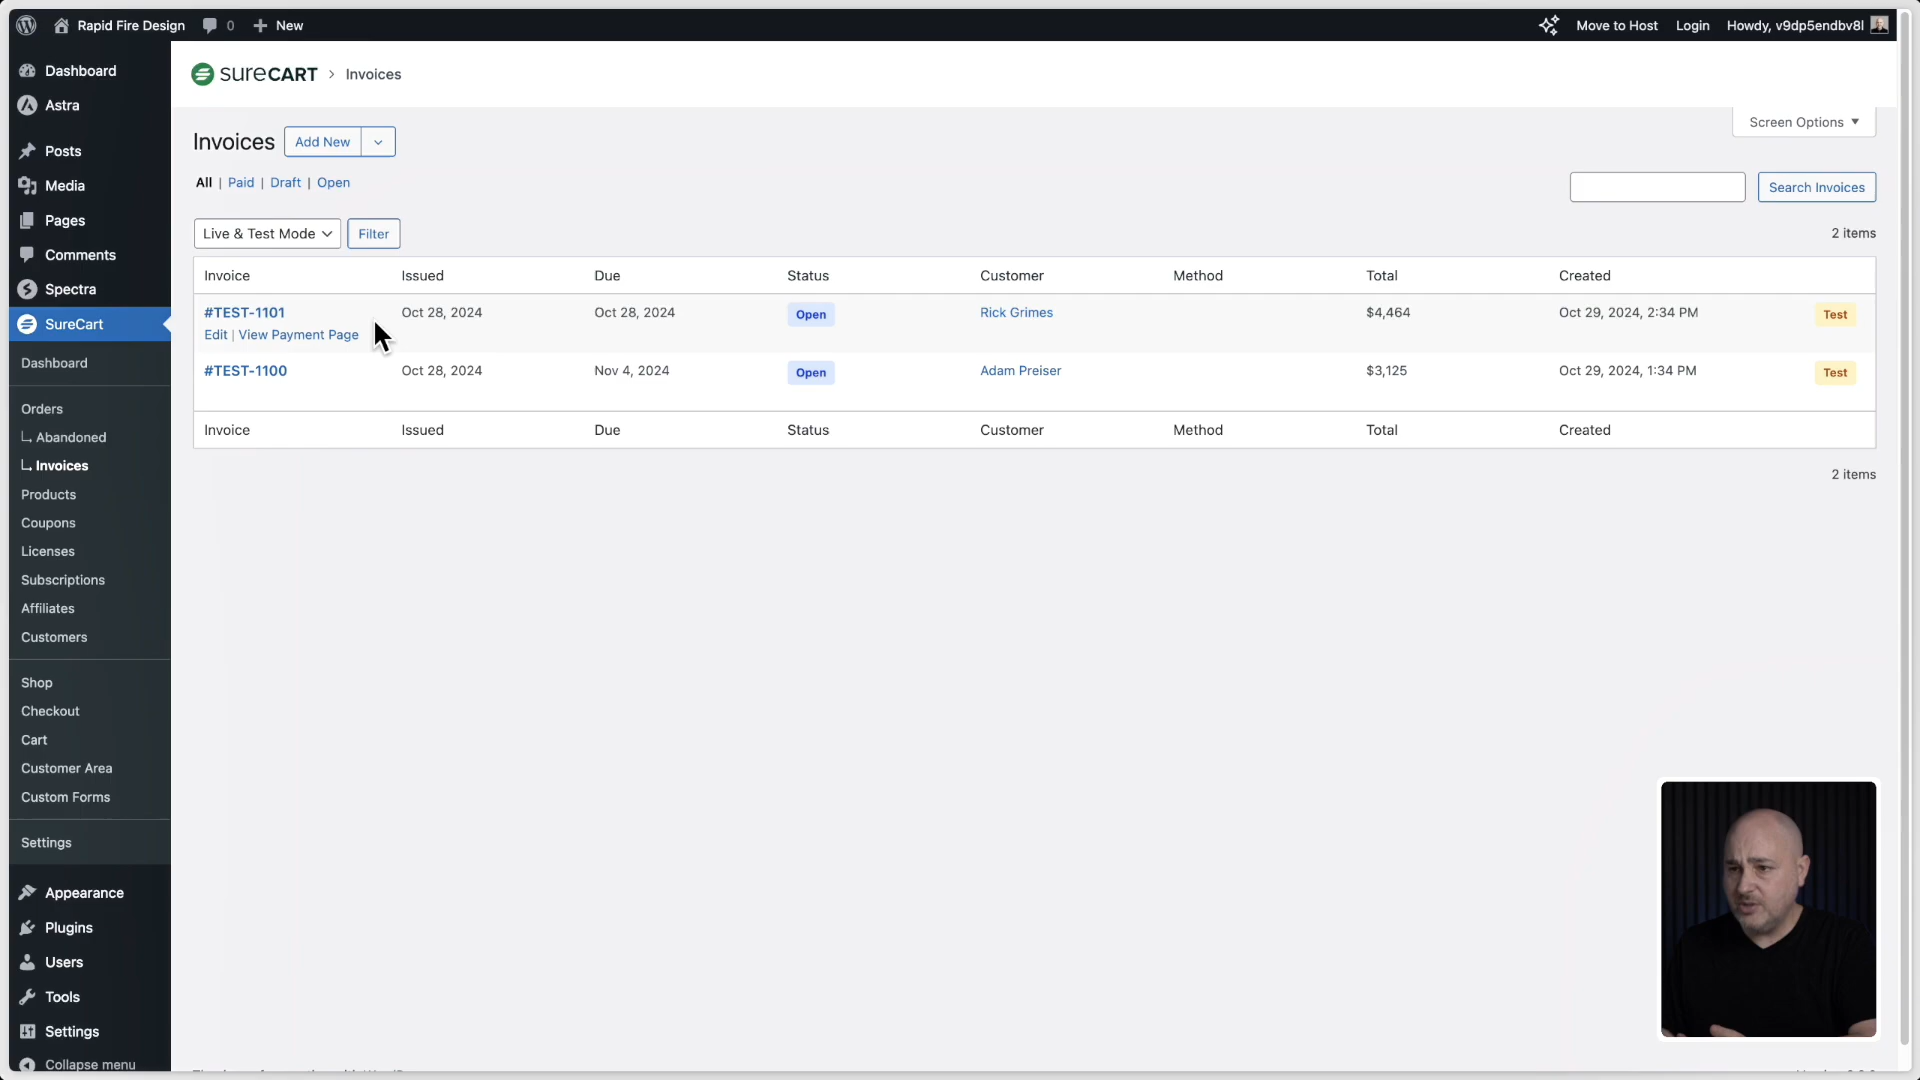 Rapid Fire Design 0 New Move to Host Login Howdy, v9dp5endbv8l
Dashboard
Astra
Posts
Media
Pages
Comments
Spectra
SureCart
Dashboard
Orders
Abandoned
Invoices
Products
Coupons
Licenses
Subscriptions
Affiliates
Customers
Shop
Checkout
Cart
Customer Area
Custom Forms
Settings
Appearance
Plugins
Users
Tools
Settings
Collapse menu
SURECART > Invoices
Screen Options
Invoices Add New
All | Paid | Draft | Open
Search Invoices
Live & Test Mode Filter 2 items
Invoice Issued Due Status Customer Method Total Created
#TEST-1101 Oct 28, 2024 Oct 28, 2024 Open Rick Grimes $4,464 Oct 29, 2024, 2:34 PM Test
Edit | View Payment Page
#TEST-1100 Oct 28, 2024 Nov 4, 2024 Open Adam Preiser $3,125 Oct 29, 2024, 1:34 PM Test
Invoice Issued Due Status Customer Method Total Created
2 items